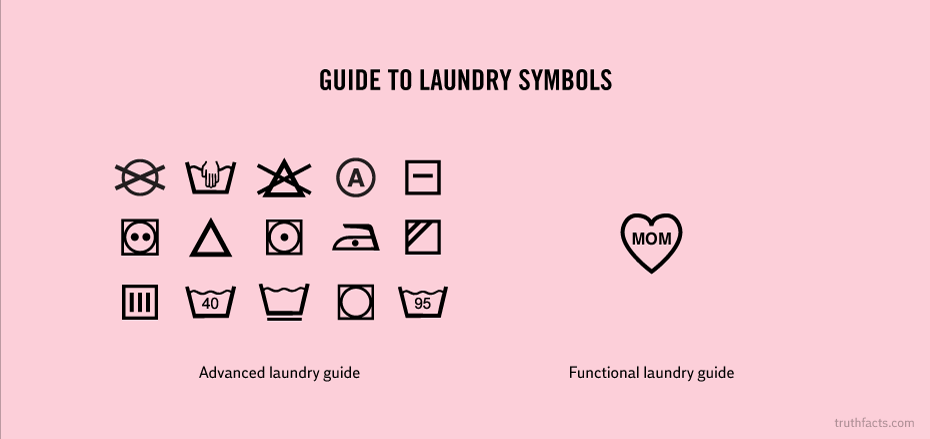 GUIDE TO LAUNDRY SYMBOLS
A
MOM
40
95
Advanced laundry guide
Functional laundry guide
truthfacts.com